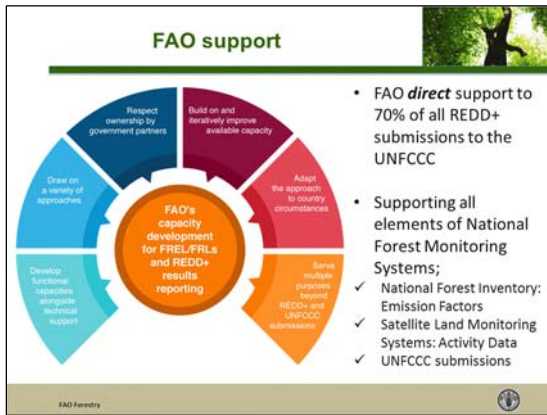 FAO support
Develop
functional
capacities
alongside
technical
support
Draw on
a variety of
approaches
Respect
ownership by
government partners
Build on and
iteratively improve
available capacity
Adapt
the approach
to country
circumstances
Serve
multiple
purposes
beyond
REDD+ and
UNFCCC
submissions
FAO's
capacity
development
for FREL/FRLs
and REDD+
results
reporting
• FAO direct support to
70% of all REDD+
submissions to the
UNFCCC
• Supporting all
elements of National
Forest Monitoring
Systems;
✓ National Forest Inventory:
Emission Factors
✓ Satellite Land Monitoring
Systems: Activity Data
✓ UNFCCC submissions
FAO Forestry